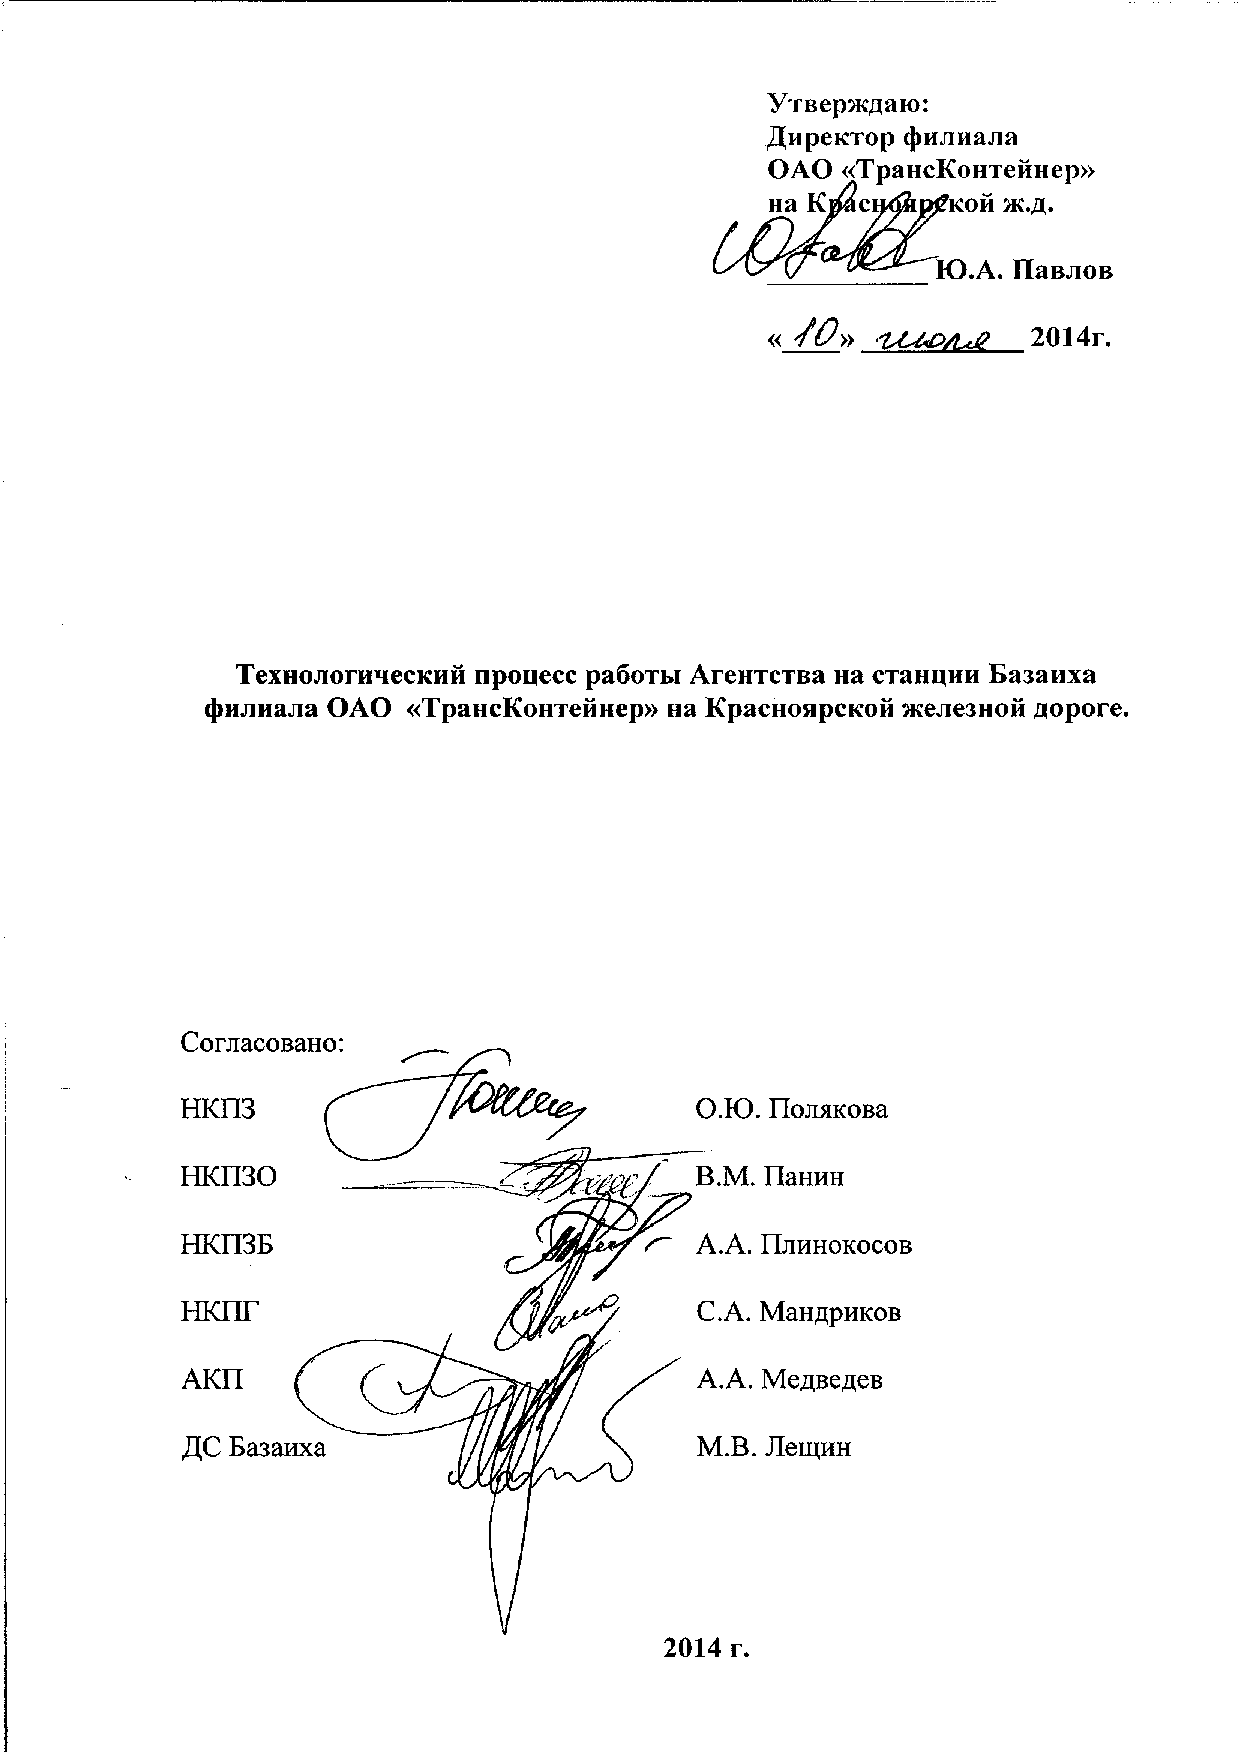 Утверждаю:
Директор филиала
ОАО «ТрансКонтейнер»
на Красноярской ж.д.
Ю.А. Павлов
«10» июля 2014г.
Технологический процесс работы Агентства на станции Базаиха
филиала ОАО «ТрансКонтейнер» на Красноярской железной дороге.
Согласовано:
НКПЗ О.Ю. Полякова
НКПЗО В.М. Панин
НКПЗБ А.А. Плинокосов
НКПГ С.А. Мандриков
АКП А.А. Медведев
ДС Базаиха М.В. Лещин
2014 г.